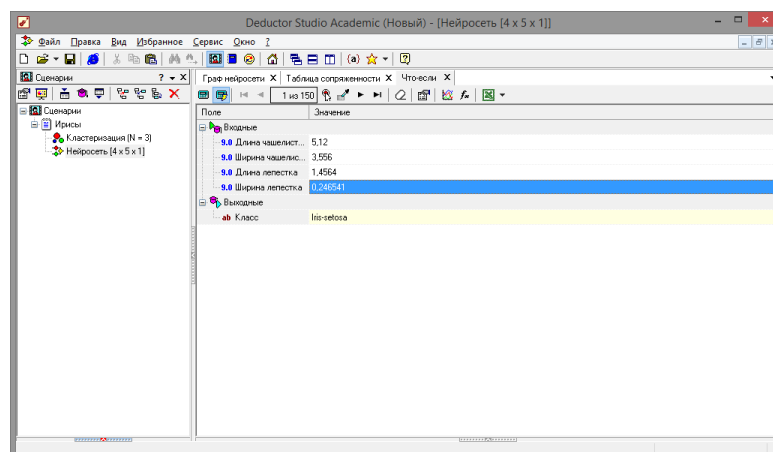 Deductor Studio Academic (Новый) - [Нейросеть [4 x 5 x 1]]
Файл Правка Вид Избранное Сервис Окно ?
Сценарии
Граф нейросети X Таблица сопряженности X Что-если X
1 из 150
Сценарии
Ирисы
Кластеризация (N = 3)
Нейросеть [4 x 5 x 1]
Поле Значение
Входные
9.0 Длина чашелист... 5,12
9.0 Ширина чашелис... 3,556
9.0 Длина лепестка 1,4564
9.0 Ширина лепестка 0,246541
Выходные
ab Класс Iris-setosa